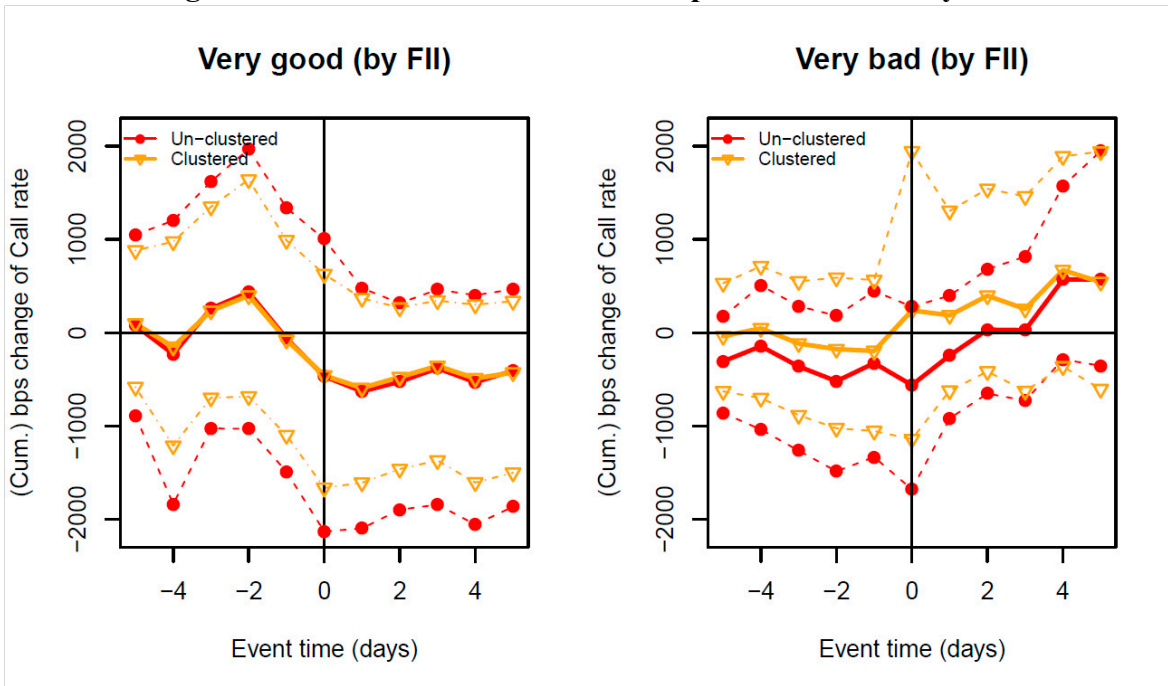 Very good (by FII)
2000
1000
0
−1000
−2000
(Cum.) bps change of Call rate
Un-clustered
Clustered
−4 −2 0 2 4
Event time (days)
Very bad (by FII)
2000
1000
0
−1000
−2000
(Cum.) bps change of Call rate
Un-clustered
Clustered
−4 −2 0 2 4
Event time (days)